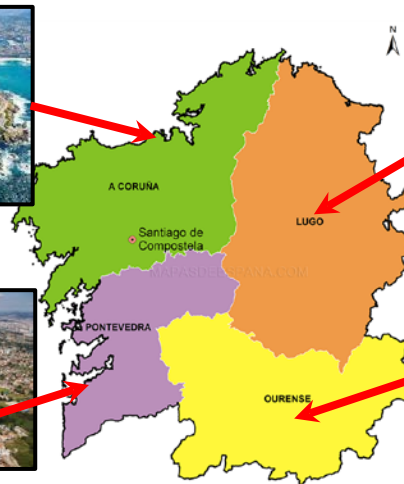 N
A CORUÑA
LUGO
Santiago de
Compostela
MAPASDEESPANA.COM
PONTEVEDRA
OURENSE